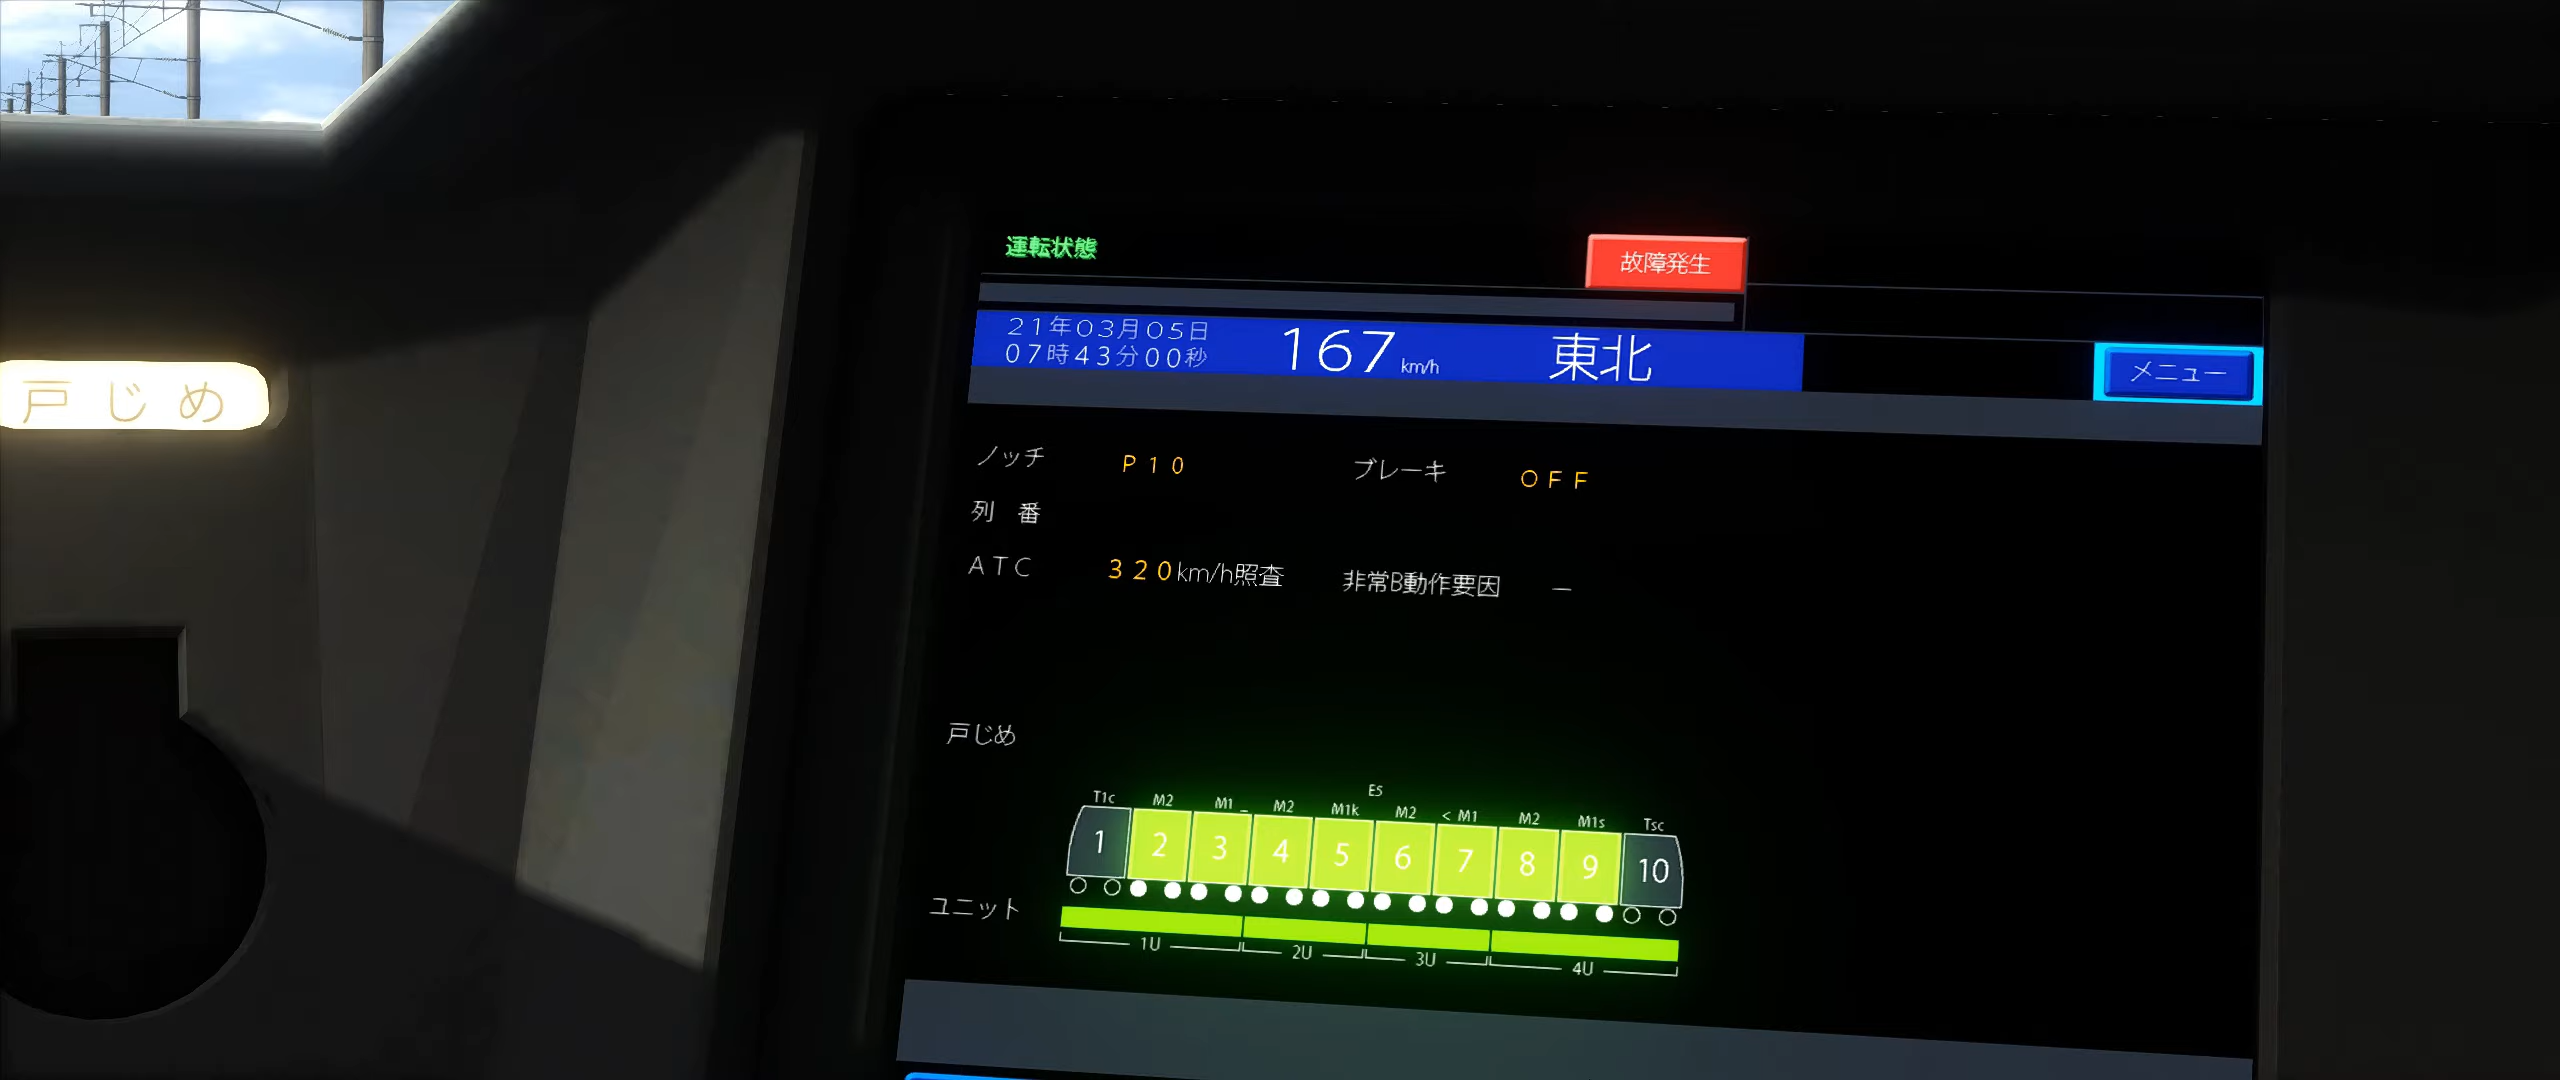 運転状態
故障発生
21年03月05日
07時43分00秒
167 km/h
東北
メニュー
戸じめ
ノッチ P10 ブレーキ OFF
列 番
ATC 320km/h照査 非常B動作要因 —
戸じめ
E5
T1c M2 M1 _ M2 M1k M2 < M1 M2 M1s Tsc
1 2 3 4 5 6 7 8 9 10
ユニット
1U 2U 3U 4U